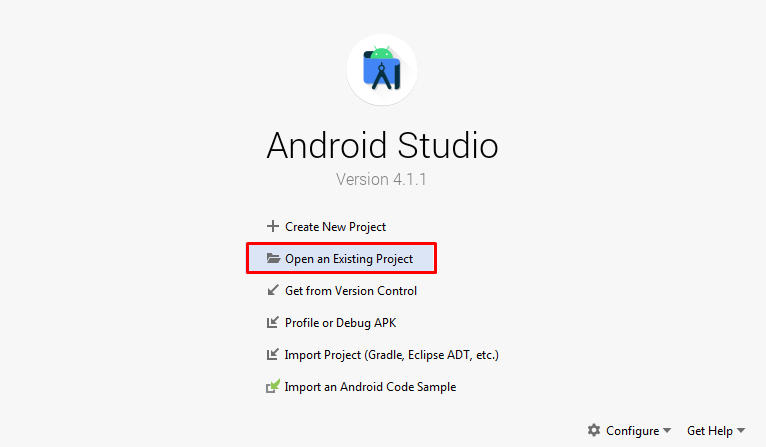 Android Studio
Version 4.1.1
Create New Project
Open an Existing Project
Get from Version Control
Profile or Debug APK
Import Project (Gradle, Eclipse ADT, etc.)
Import an Android Code Sample
Configure
Get Help